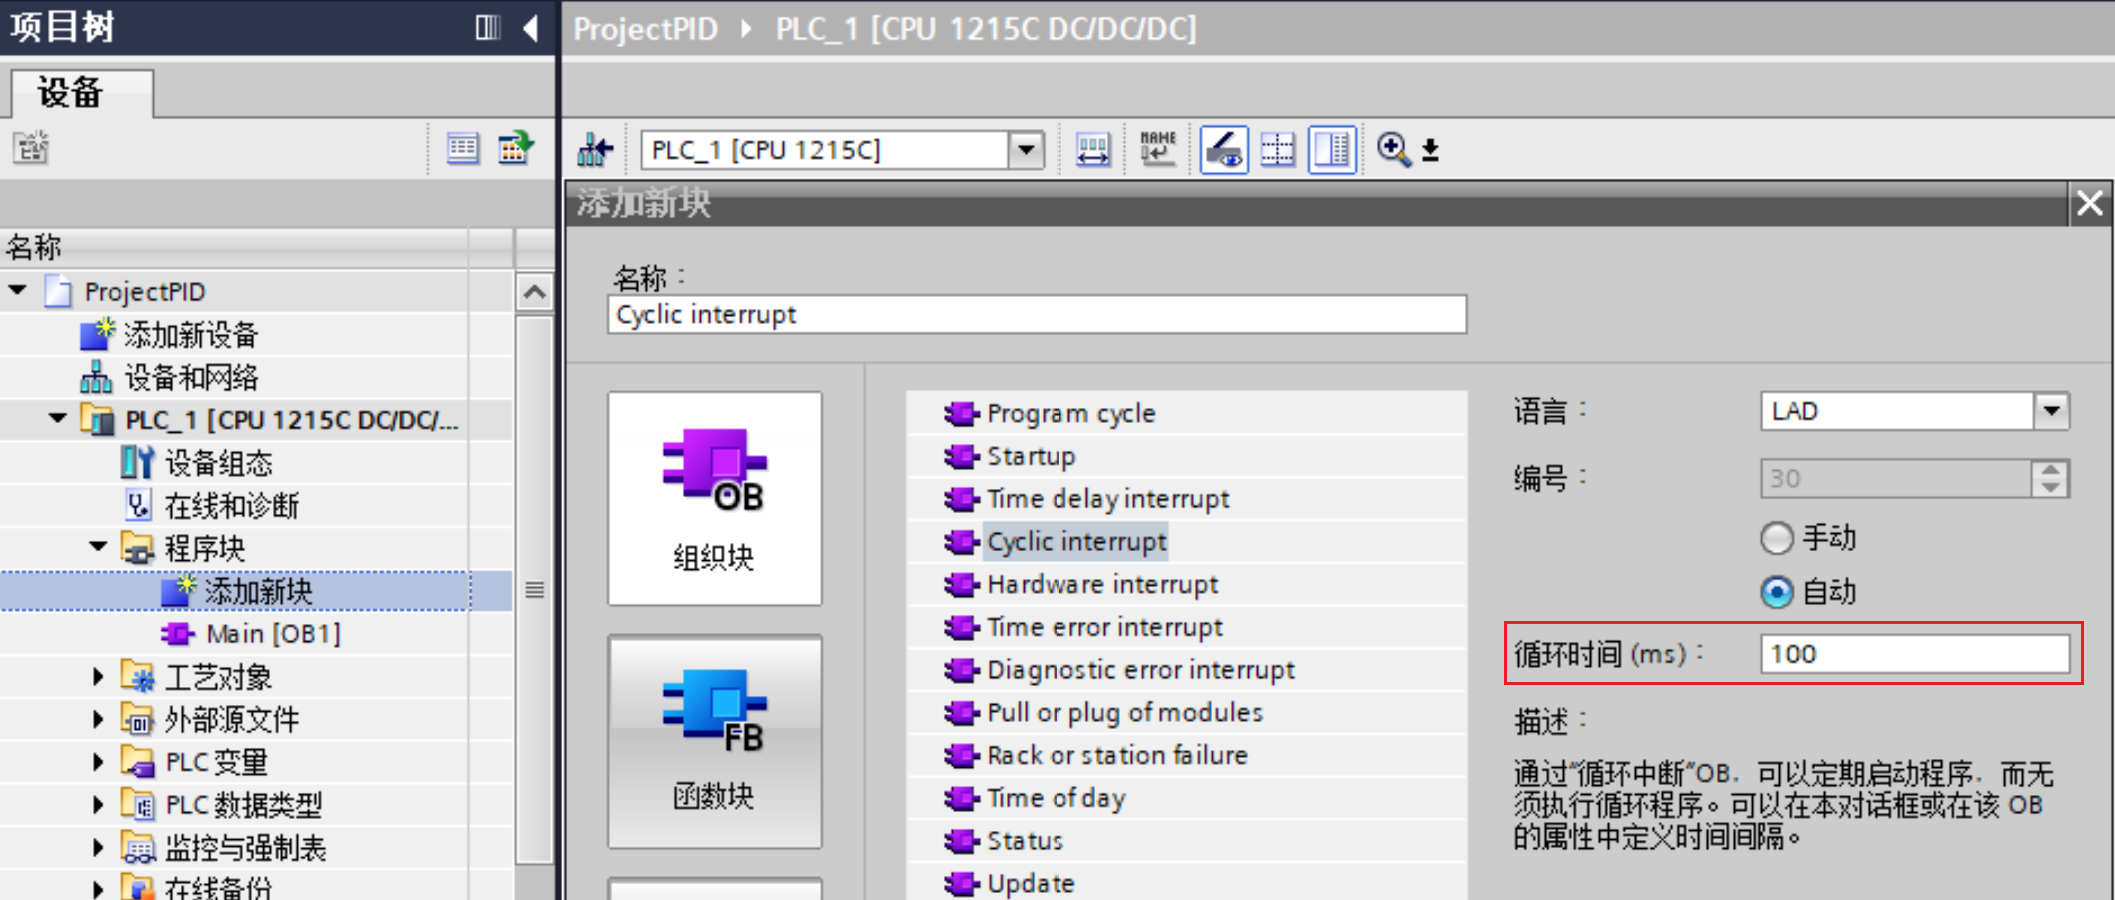 项目树
ProjectPID PLC_1 [CPU 1215C DC/DC/DC]
设备
PLC_1 [CPU 1215C]
NAME
名称
ProjectPID
添加新设备
设备和网络
PLC_1 [CPU 1215C DC/DC/...
设备组态
在线和诊断
程序块
添加新块
Main [OB1]
工艺对象
外部源文件
PLC 变量
PLC 数据类型
监控与强制表
在线备份
添加新块
名称：
Cyclic interrupt
OB
组织块
FB
函数块
Program cycle
Startup
Time delay interrupt
Cyclic interrupt
Hardware interrupt
Time error interrupt
Diagnostic error interrupt
Pull or plug of modules
Rack or station failure
Time of day
Status
Update
语言：
LAD
编号：
30
手动
自动
循环时间 (ms)：
100
描述：
通过“循环中断”OB，可以定期启动程序，而无
须执行循环程序。可以在本对话框或在该 OB
的属性中定义时间间隔。